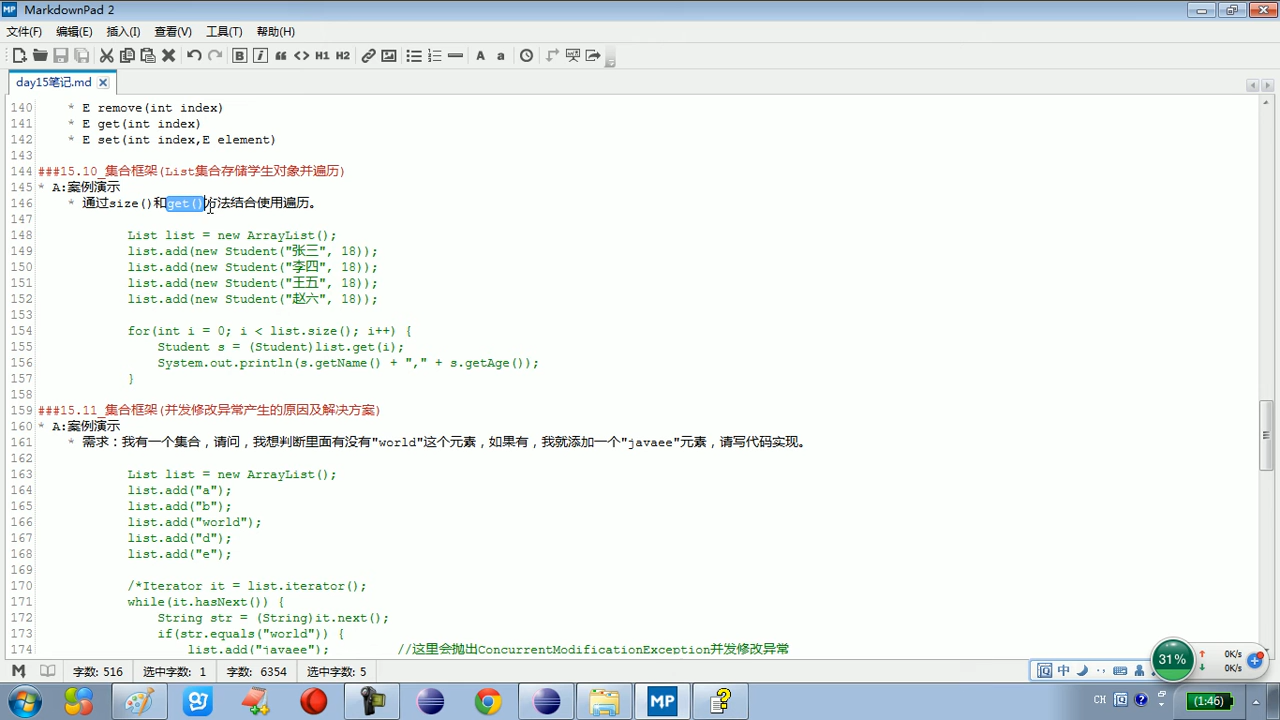 MarkdownPad 2
文件(F) 编辑(E) 插入(I) 查看(V) 工具(T) 帮助(H)
B i “ <> H1 H2 A a
day15笔记.md
140 * E remove(int index)
141 * E get(int index)
142 * E set(int index,E element)
143
144 ###15.10_集合框架(List集合存储学生对象并遍历)
145 * A:案例演示
146 * 通过size()和get()方法结合使用遍历。
147
148 List list = new ArrayList();
149 list.add(new Student("张三", 18));
150 list.add(new Student("李四", 18));
151 list.add(new Student("王五", 18));
152 list.add(new Student("赵六", 18));
153
154 for(int i = 0; i < list.size(); i++) {
155 Student s = (Student)list.get(i);
156 System.out.println(s.getName() + "," + s.getAge());
157 }
158
159 ###15.11_集合框架(并发修改异常产生的原因及解决方案)
160 * A:案例演示
161 * 需求：我有一个集合，请问，我想判断里面有没有"world"这个元素，如果有，我就添加一个"javaee"元素，请写代码实现。
162
163 List list = new ArrayList();
164 list.add("a");
165 list.add("b");
166 list.add("world");
167 list.add("d");
168 list.add("e");
169
170 /*Iterator it = list.iterator();
171 while(it.hasNext()) {
172 String str = (String)it.next();
173 if(str.equals("world")) {
174 list.add("javaee"); //这里会抛出ConcurrentModificationException并发修改异常
M 字数: 516 选中字数: 1 字数: 6354 选中字数: 5
中
31%
0K/s
0K/s
MP
CH
(1:46)